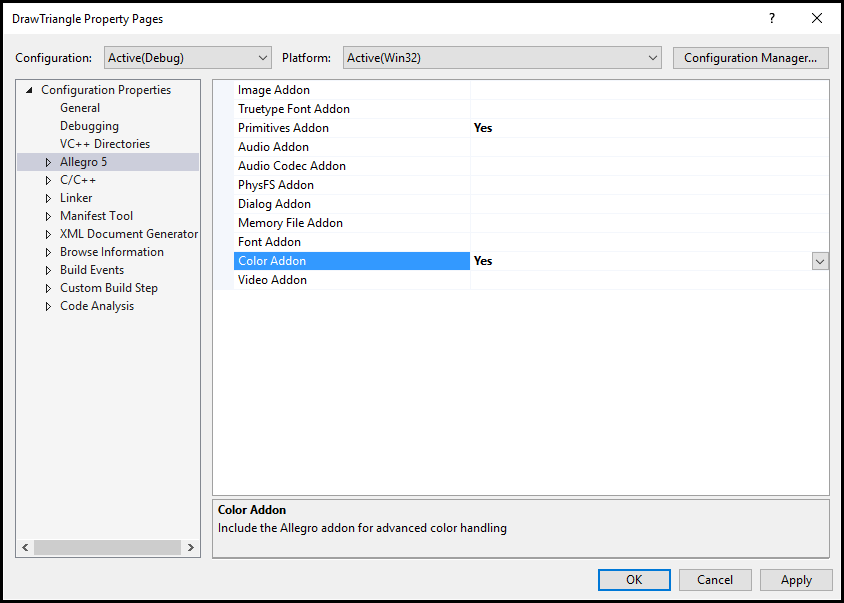 DrawTriangle Property Pages
?
Configuration: Active(Debug) Platform: Active(Win32) Configuration Manager...
Configuration Properties
General
Debugging
VC++ Directories
Allegro 5
C/C++
Linker
Manifest Tool
XML Document Generator
Browse Information
Build Events
Custom Build Step
Code Analysis
Image Addon
Truetype Font Addon
Primitives Addon Yes
Audio Addon
Audio Codec Addon
PhysFS Addon
Dialog Addon
Memory File Addon
Font Addon
Color Addon Yes
Video Addon
Color Addon
Include the Allegro addon for advanced color handling
OK Cancel Apply